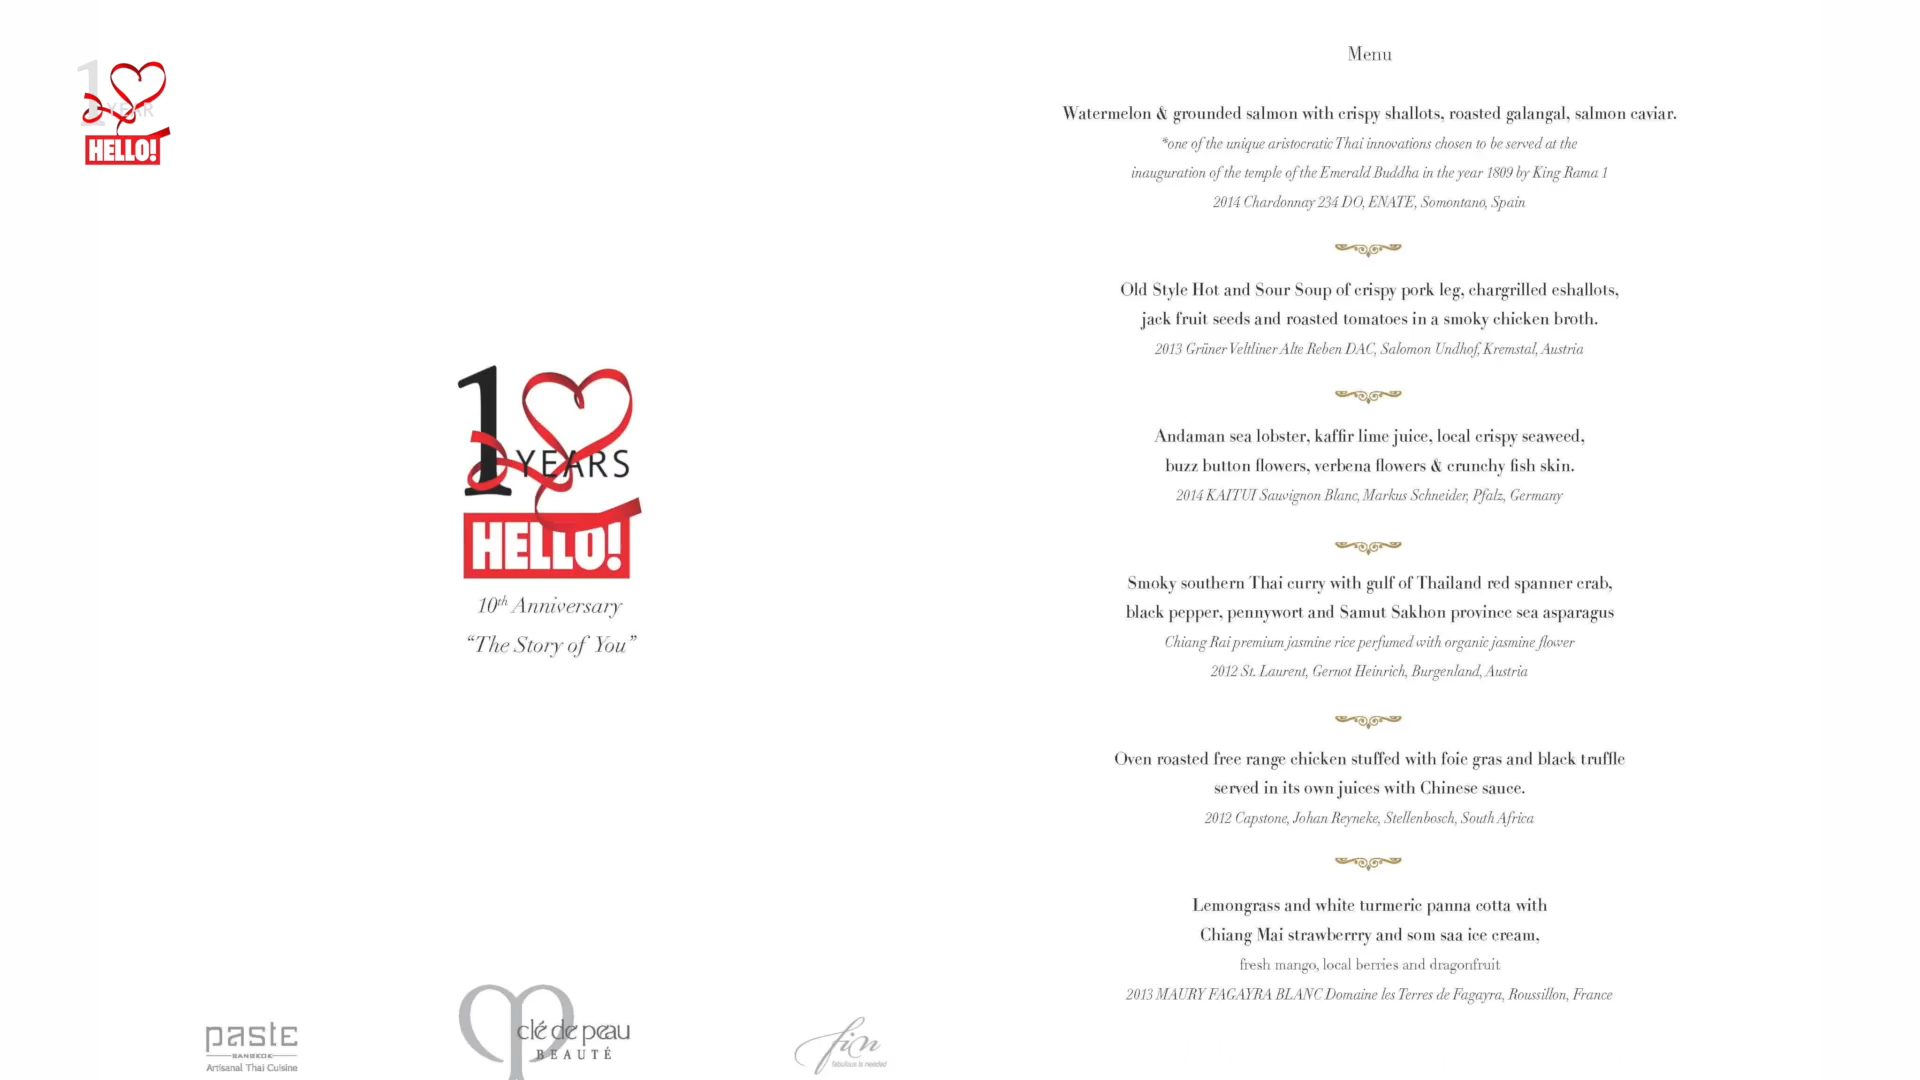 10 YEAR
HELLO!
10 YEARS
HELLO!
10th Anniversary
“The Story of You”
paste
BANGKOK
Artisanal Thai Cuisine
clé de peau
BEAUTÉ
fin
fabulous is needed
Menu
Watermelon & grounded salmon with crispy shallots, roasted galangal, salmon caviar.
*one of the unique aristocratic Thai innovations chosen to be served at the
inauguration of the temple of the Emerald Buddha in the year 1809 by King Rama 1
2014 Chardonnay 234 DO, ENATE, Somontano, Spain
Old Style Hot and Sour Soup of crispy pork leg, chargrilled eshallots,
jack fruit seeds and roasted tomatoes in a smoky chicken broth.
2013 Grüner Veltliner Alte Reben DAC, Salomon Undhof, Kremstal, Austria
Andaman sea lobster, kaffir lime juice, local crispy seaweed,
buzz button flowers, verbena flowers & crunchy fish skin.
2014 KAITUI Sauvignon Blanc, Markus Schneider, Pfalz, Germany
Smoky southern Thai curry with gulf of Thailand red spanner crab,
black pepper, pennywort and Samut Sakhon province sea asparagus
Chiang Rai premium jasmine rice perfumed with organic jasmine flower
2012 St. Laurent, Gernot Heinrich, Burgenland, Austria
Oven roasted free range chicken stuffed with foie gras and black truffle
served in its own juices with Chinese sauce.
2012 Capstone, Johan Reyneke, Stellenbosch, South Africa
Lemongrass and white turmeric panna cotta with
Chiang Mai strawberrry and som saa ice cream,
fresh mango, local berries and dragonfruit
2013 MAURY FAGAYRA BLANC Domaine les Terres de Fagayra, Roussillon, France